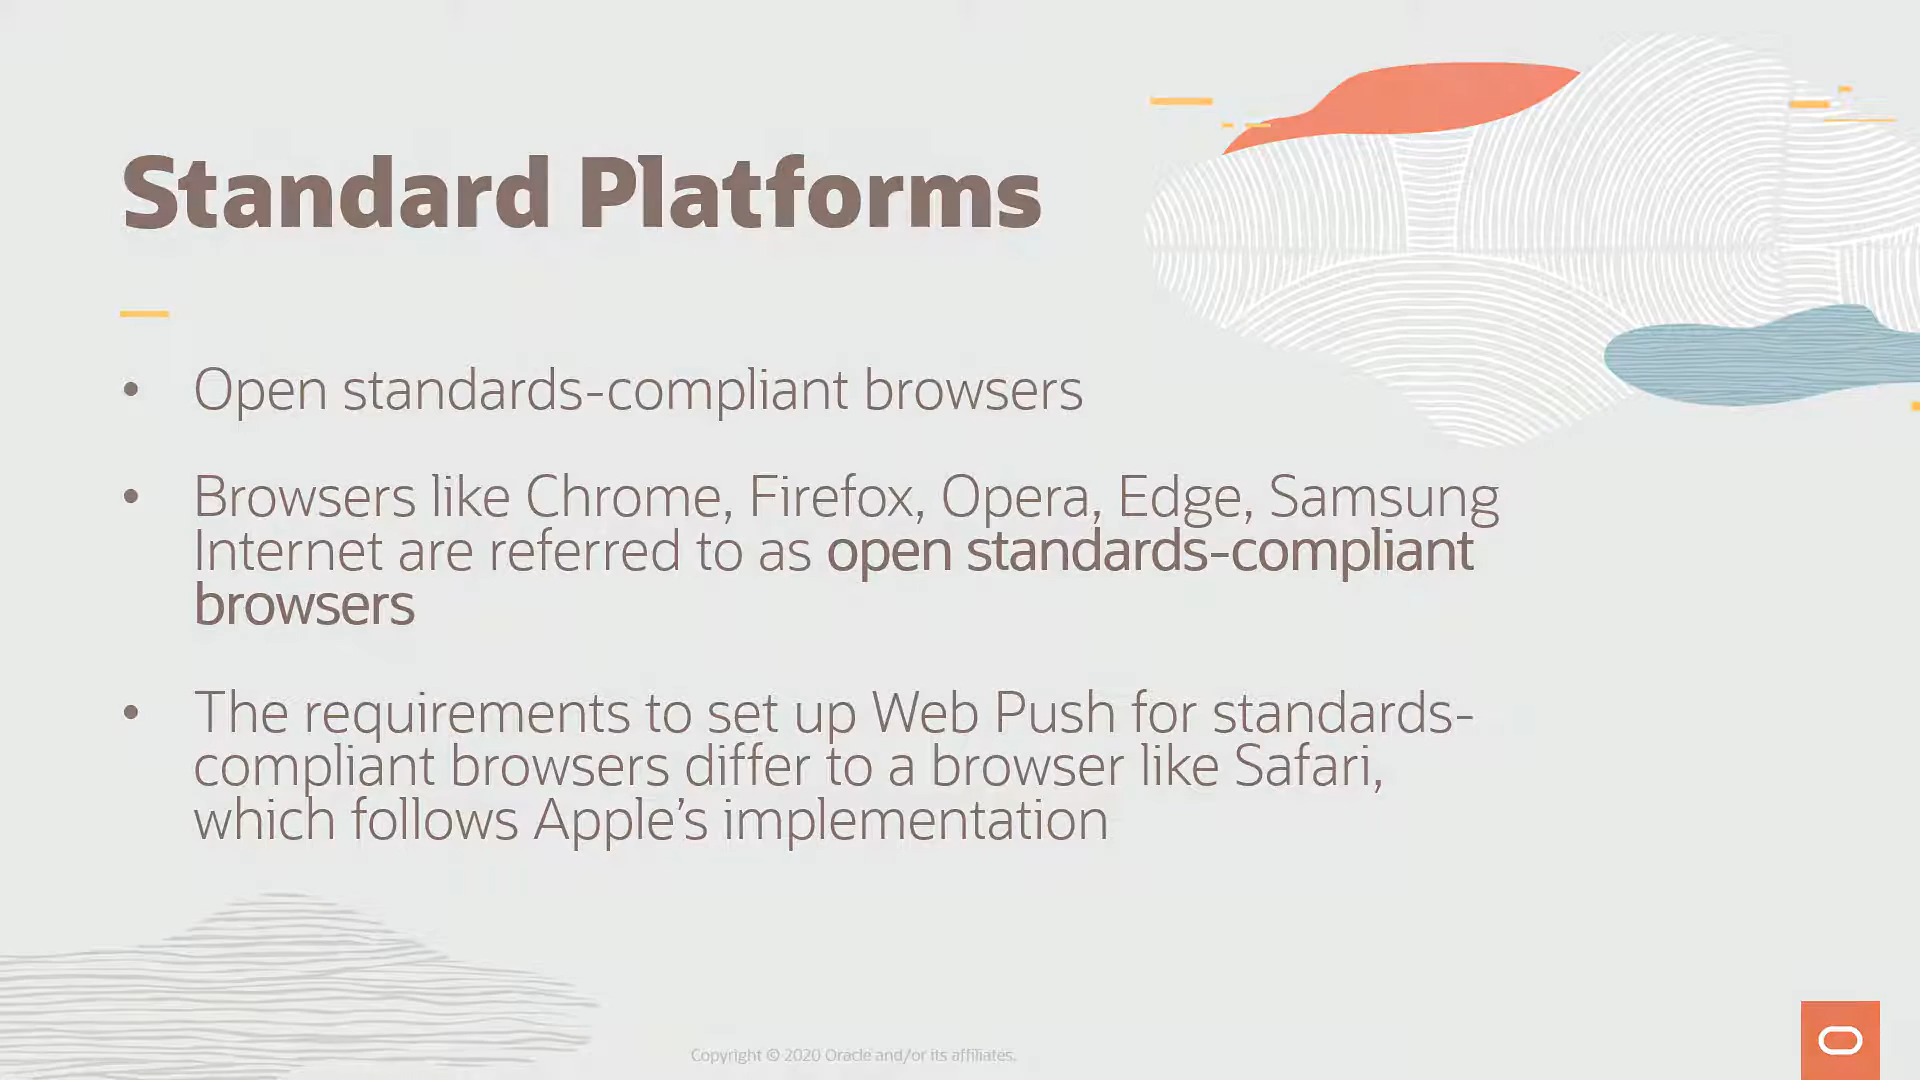 Standard Platforms
• Open standards-compliant browsers
• Browsers like Chrome, Firefox, Opera, Edge, Samsung
Internet are referred to as open standards-compliant
browsers
• The requirements to set up Web Push for standards-
compliant browsers differ to a browser like Safari,
which follows Apple’s implementation
Copyright © 2020 Oracle and/or its affiliates.